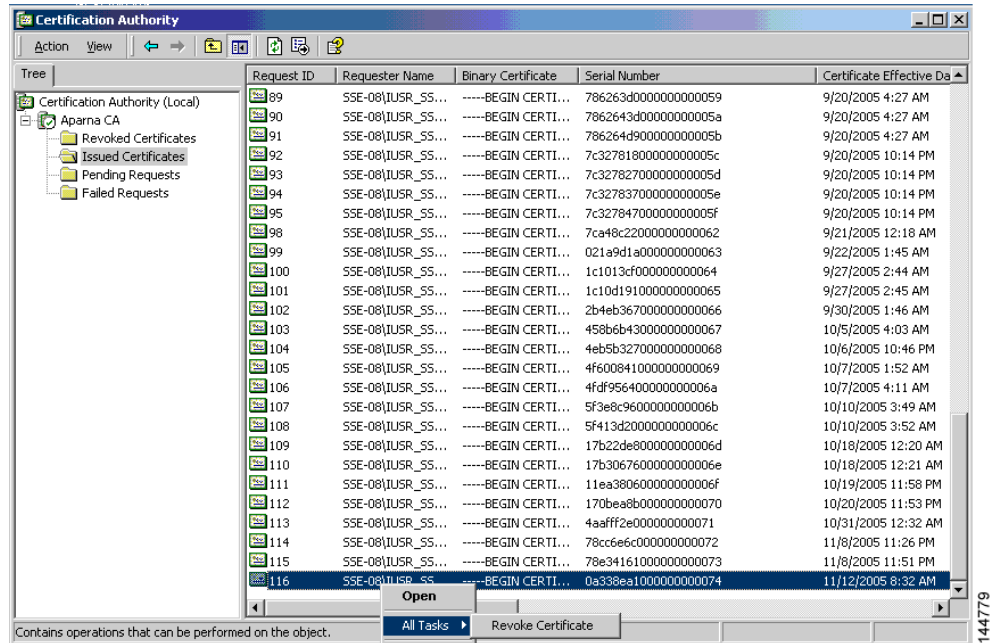 Certification Authority
Action View
Tree
Request ID Requester Name Binary Certificate Serial Number Certificate Effective Da
Certification Authority (Local)
Aparna CA
Revoked Certificates
Issued Certificates
Pending Requests
Failed Requests
89 SSE-08\IUSR_SS... -----BEGIN CERTI... 786263d0000000000059 9/20/2005 4:27 AM
90 SSE-08\IUSR_SS... -----BEGIN CERTI... 7862643d00000000005a 9/20/2005 4:27 AM
91 SSE-08\IUSR_SS... -----BEGIN CERTI... 786264d900000000005b 9/20/2005 4:27 AM
92 SSE-08\IUSR_SS... -----BEGIN CERTI... 7c32781800000000005c 9/20/2005 10:14 PM
93 SSE-08\IUSR_SS... -----BEGIN CERTI... 7c32782700000000005d 9/20/2005 10:14 PM
94 SSE-08\IUSR_SS... -----BEGIN CERTI... 7c32783700000000005e 9/20/2005 10:14 PM
95 SSE-08\IUSR_SS... -----BEGIN CERTI... 7c32784700000000005f 9/20/2005 10:14 PM
98 SSE-08\IUSR_SS... -----BEGIN CERTI... 7ca48c22000000000062 9/21/2005 12:18 AM
99 SSE-08\IUSR_SS... -----BEGIN CERTI... 021a9d1a000000000063 9/22/2005 1:45 AM
100 SSE-08\IUSR_SS... -----BEGIN CERTI... 1c1013cf000000000064 9/27/2005 2:44 AM
101 SSE-08\IUSR_SS... -----BEGIN CERTI... 1c10d191000000000065 9/27/2005 2:45 AM
102 SSE-08\IUSR_SS... -----BEGIN CERTI... 2b4eb367000000000066 9/30/2005 1:46 AM
103 SSE-08\IUSR_SS... -----BEGIN CERTI... 458b6b43000000000067 10/5/2005 4:03 AM
104 SSE-08\IUSR_SS... -----BEGIN CERTI... 4eb5b327000000000068 10/6/2005 10:46 PM
105 SSE-08\IUSR_SS... -----BEGIN CERTI... 4f600841000000000069 10/7/2005 1:52 AM
106 SSE-08\IUSR_SS... -----BEGIN CERTI... 4fdf956400000000006a 10/7/2005 4:11 AM
107 SSE-08\IUSR_SS... -----BEGIN CERTI... 5f3e8c9600000000006b 10/10/2005 3:49 AM
108 SSE-08\IUSR_SS... -----BEGIN CERTI... 5f413d2000000000006c 10/10/2005 3:52 AM
109 SSE-08\IUSR_SS... -----BEGIN CERTI... 17b22de800000000006d 10/18/2005 12:20 AM
110 SSE-08\IUSR_SS... -----BEGIN CERTI... 17b3067600000000006e 10/18/2005 12:21 AM
111 SSE-08\IUSR_SS... -----BEGIN CERTI... 11ea380600000000006f 10/19/2005 11:58 PM
112 SSE-08\IUSR_SS... -----BEGIN CERTI... 170bea8b000000000070 10/20/2005 11:53 PM
113 SSE-08\IUSR_SS... -----BEGIN CERTI... 4aafff2e000000000071 10/31/2005 12:32 AM
114 SSE-08\IUSR_SS... -----BEGIN CERTI... 78cc6e6c000000000072 11/8/2005 11:26 PM
115 SSE-08\IUSR_SS... -----BEGIN CERTI... 78e34161000000000073 11/8/2005 11:51 PM
116 SSE-08\IUSR_SS... -----BEGIN CERTI... 0a338ea1000000000074 11/12/2005 8:32 AM
Open
All Tasks Revoke Certificate
Contains operations that can be performed on the object.
144779